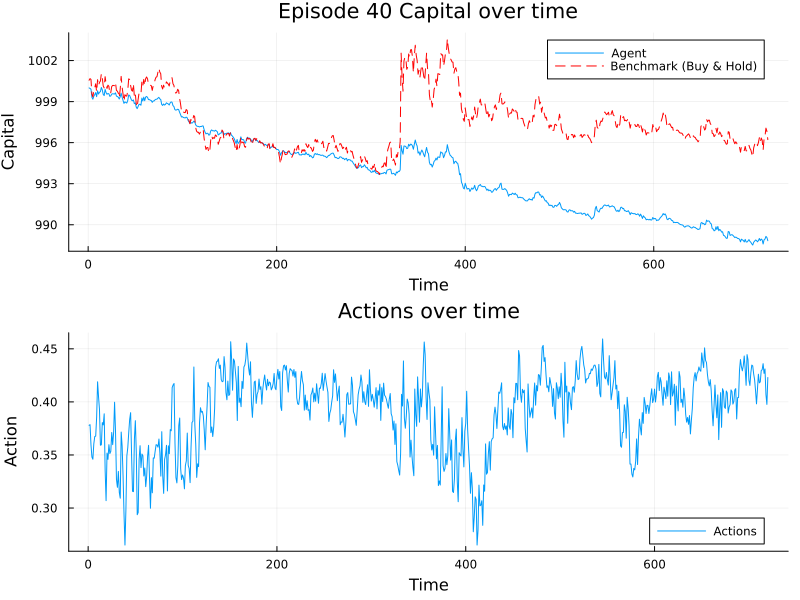 Episode 40 Capital over time
Capital
1002
999
996
993
990
Agent
Benchmark (Buy & Hold)
0
200
400
600
Time
Actions over time
Action
0.45
0.40
0.35
0.30
Actions
0
200
400
600
Time